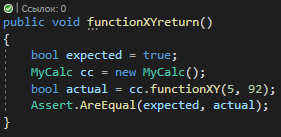 | Ссылок: 0
public void functionXYreturn()
{
bool expected = true;
MyCalc cc = new MyCalc();
bool actual = cc.functionXY(5, 92);
Assert.AreEqual(expected, actual);
}